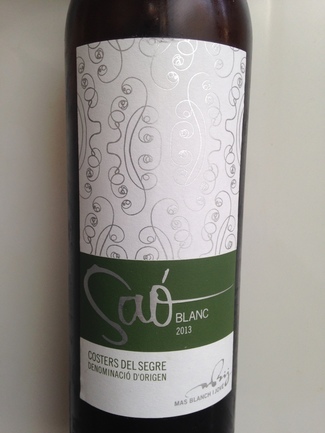 Saó
BLANC
2013
COSTERS DEL SEGRE
DENOMINACIÓ D'ORIGEN
MAS BLANCH I JOVÉ